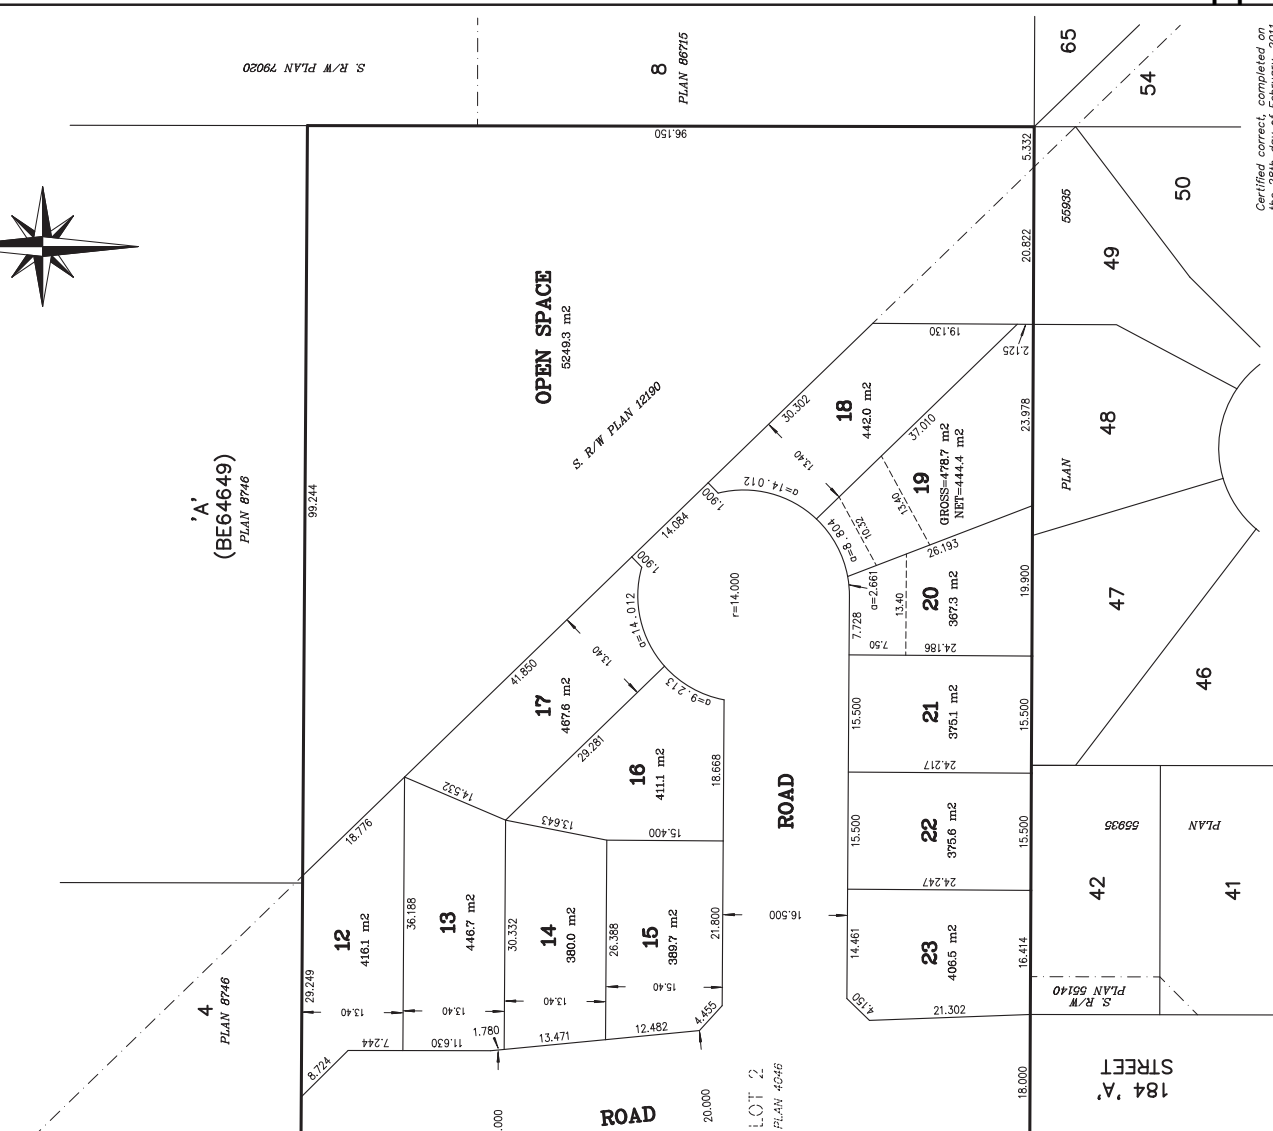 S. R/W PLAN 79020
8
PLAN 86715
65
54
Certified correct, completed on
96.150
5.332
50
55935
49
20.822
'A'
(BE64649)
PLAN 8746
99.244
OPEN SPACE
5249.3 m2
S. R/W PLAN 12190
19.130
2.125
30.302
18
442.0 m2
37.010
13.40
23.978
48
PLAN
1.900
a=14.012
19
GROSS=478.7 m2
NET=444.4 m2
13.40
10.32
a=8.804
26.193
14.084
1.900
r=14.000
a=14.012
a=2.661
7.728
13.40
20
367.3 m2
19.900
47
7.50
24.186
41.850
13.40
17
467.6 m2
a=9.213
46
29.281
16
411.1 m2
18.668
15.500
21
375.1 m2
15.500
24.217
14.532
13.643
15.400
ROAD
18.776
15.500
22
375.6 m2
15.500
55935
PLAN
24.247
42
41
36.188
12
416.1 m2
13
446.7 m2
30.332
14
380.0 m2
26.388
15
389.7 m2
21.800
16.500
14.461
23
406.5 m2
16.414
29.249
13.40
13.40
13.40
15.40
4
PLAN 8746
S. R/W
PLAN 55140
4.150
21.302
4.455
1.780
13.471
12.482
7.244
11.630
8.724
LOT 2
PLAN 4046
20.000
ROAD
18.000
184 'A'
STREET